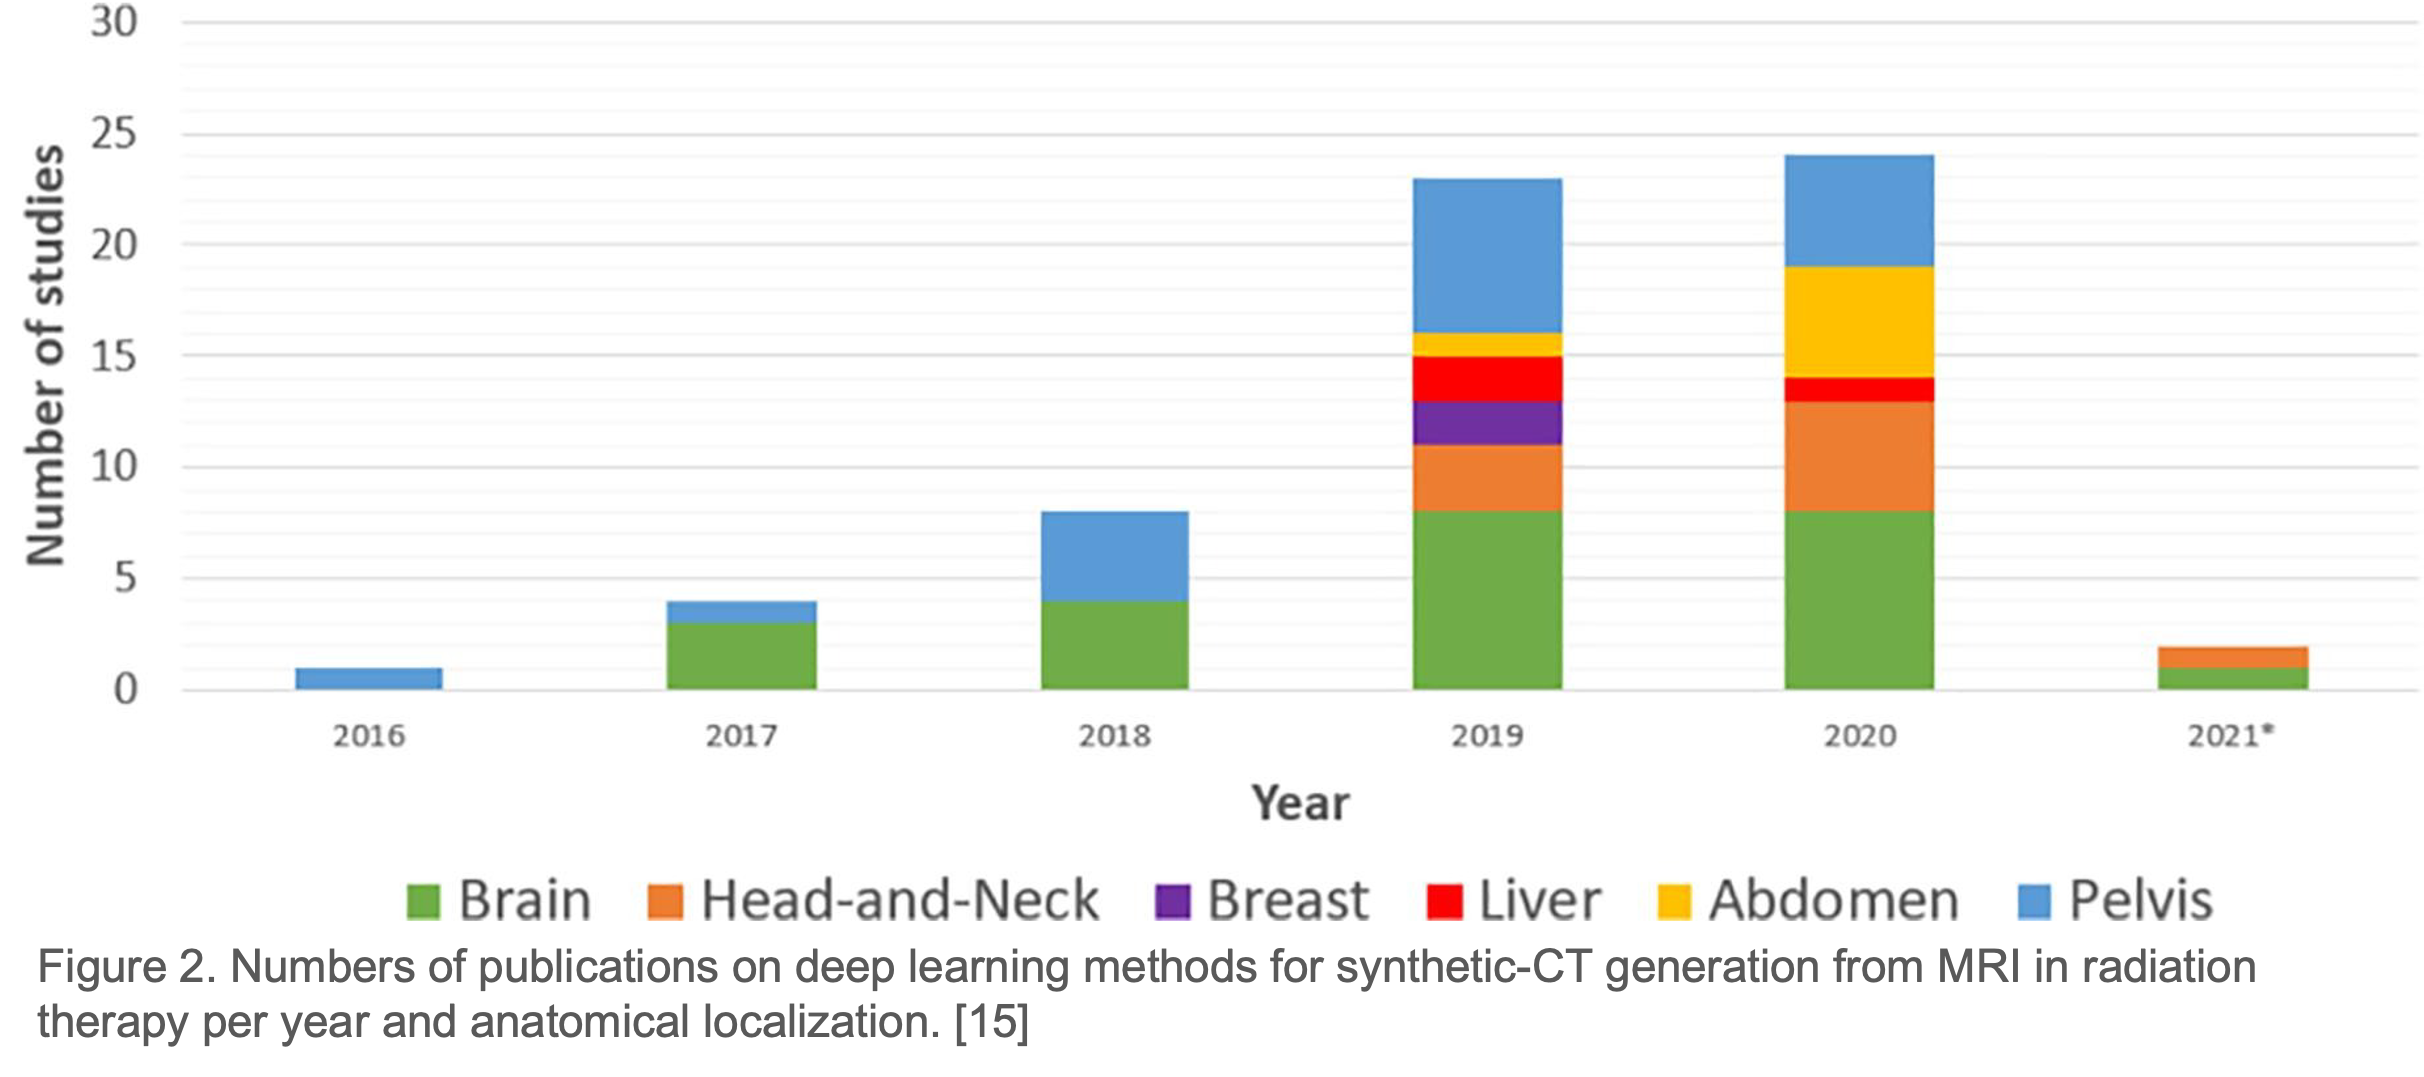 30
25
20
15
10
5
0
Number of studies
2016 2017 2018 2019 2020 2021*
Year
Brain Head-and-Neck Breast Liver Abdomen Pelvis
Figure 2. Numbers of publications on deep learning methods for synthetic-CT generation from MRI in radiation
therapy per year and anatomical localization. [15]